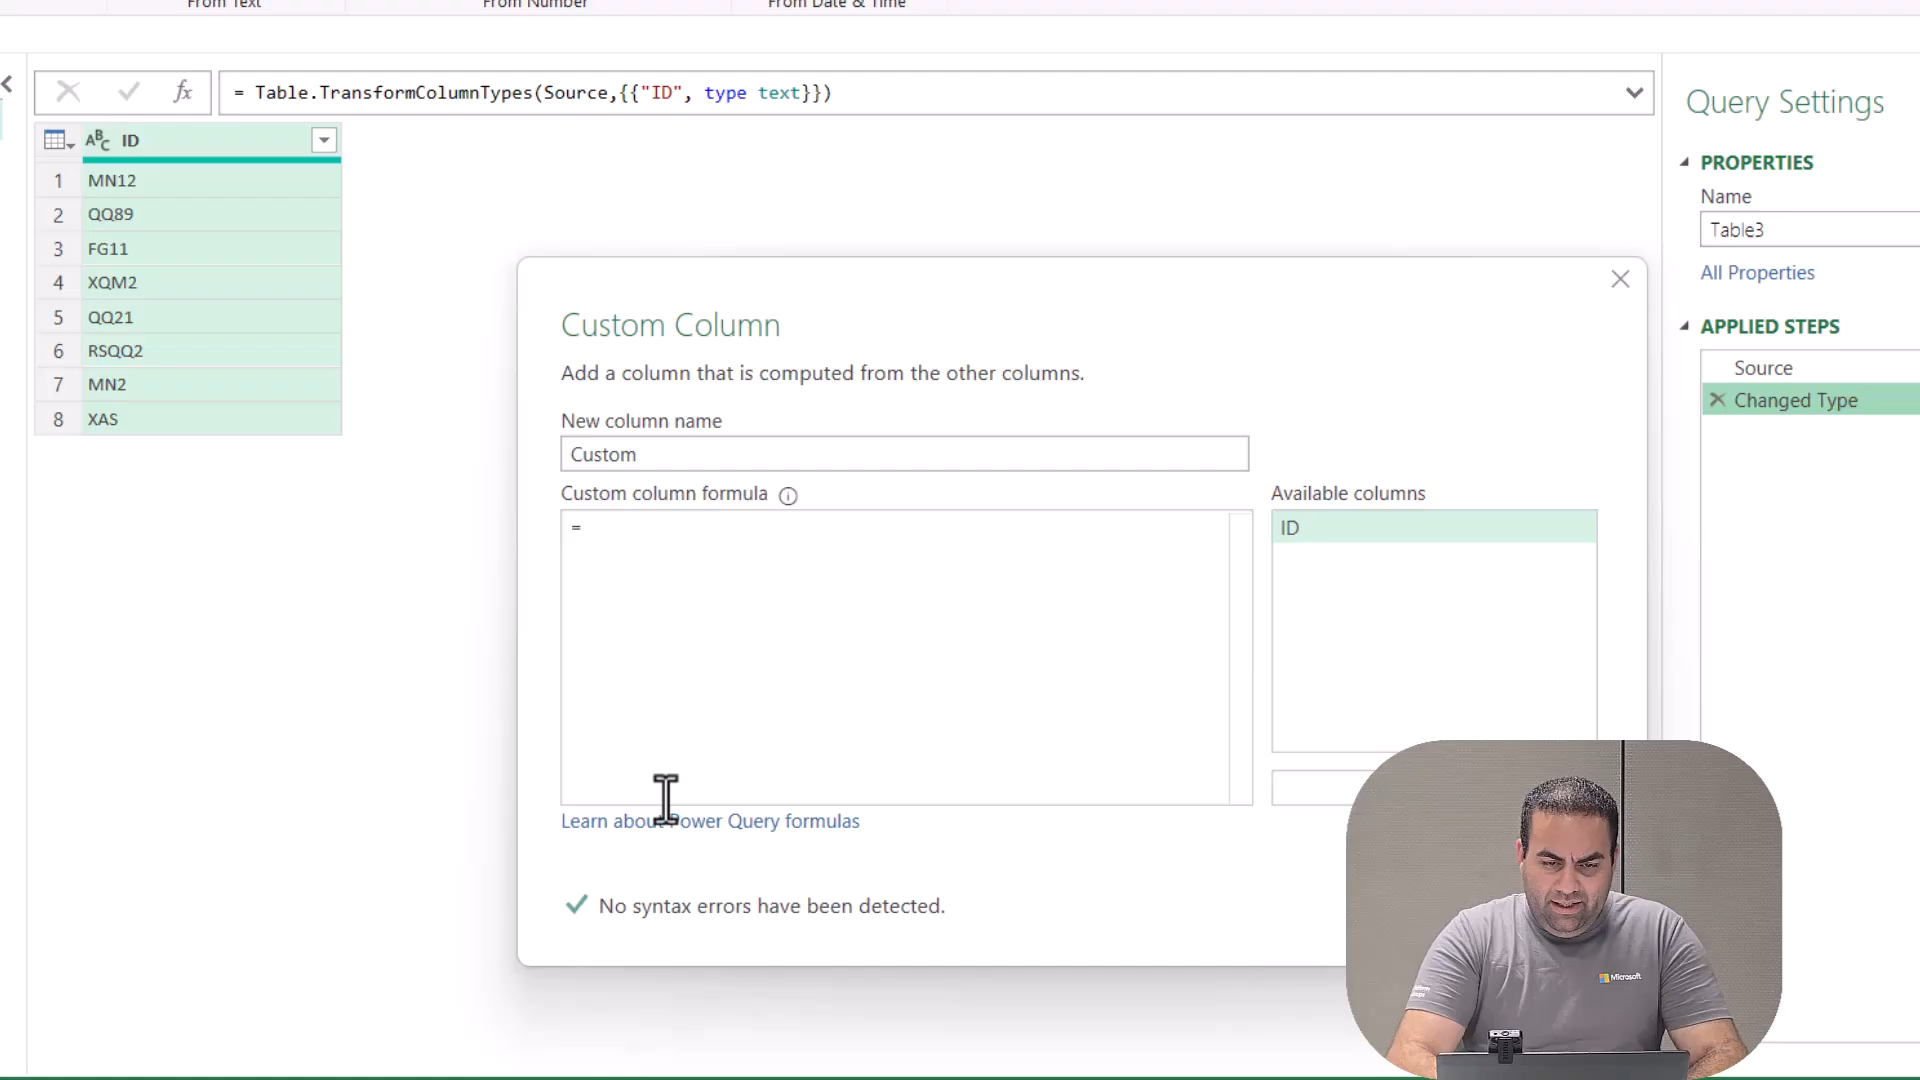 From Text
From Number
From Date & Time
fx
= Table.TransformColumnTypes(Source,{{"ID", type text}})
ABC ID
1 MN12
2 QQ89
3 FG11
4 XQM2
5 QQ21
6 RSQQ2
7 MN2
8 XAS
Custom Column
Add a column that is computed from the other columns.
New column name
Custom
Custom column formula
=
Available columns
ID
Learn about Power Query formulas
No syntax errors have been detected.
Query Settings
PROPERTIES
Name
Table3
All Properties
APPLIED STEPS
Source
Changed Type
Microsoft